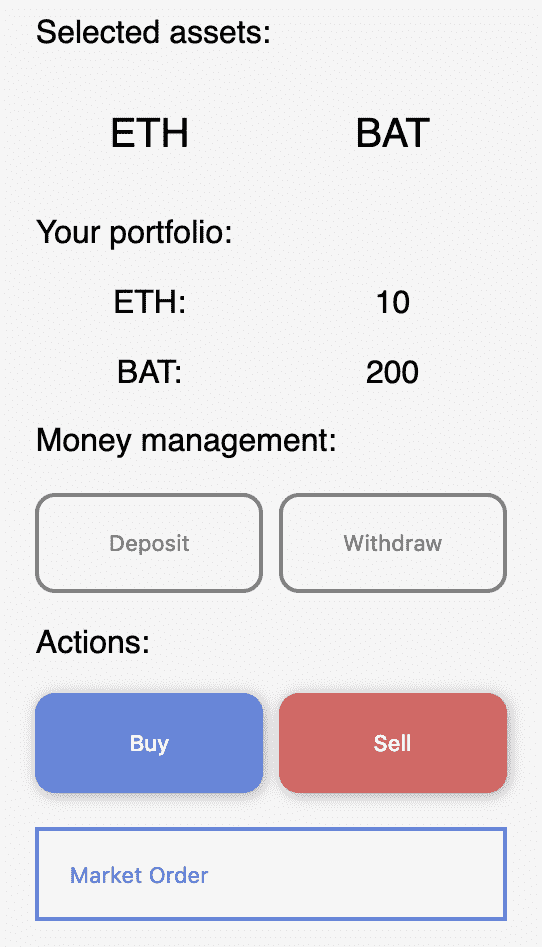 Selected assets:
ETH BAT
Your portfolio:
ETH: 10
BAT: 200
Money management:
Deposit Withdraw
Actions:
Buy Sell
Market Order